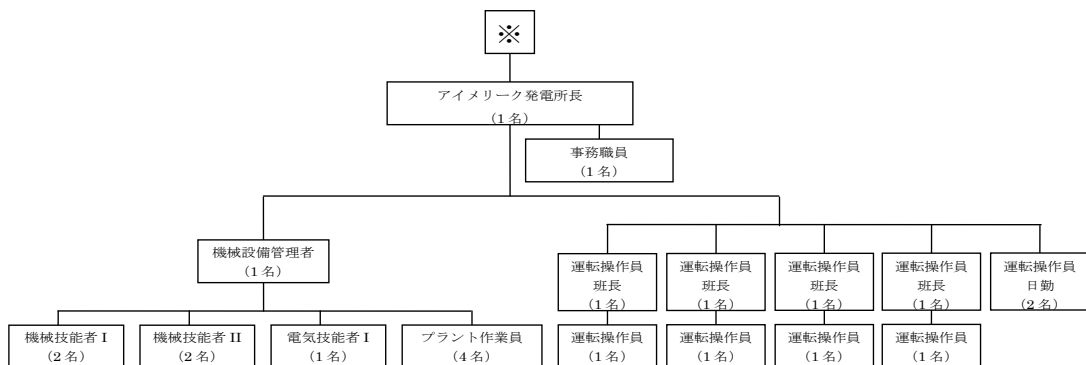 ※
アイメリーク発電所長
（1 名）
事務職員
（1 名）
機械設備管理者
（1 名）
機械技能者 I
（2 名）
機械技能者 II
（2 名）
電気技能者 I
（1 名）
プラント作業員
（4 名）
運転操作員
班長
（1 名）
運転操作員
班長
（1 名）
運転操作員
班長
（1 名）
運転操作員
班長
（1 名）
運転操作員
日勤
（2 名）
運転操作員
（1 名）
運転操作員
（1 名）
運転操作員
（1 名）
運転操作員
（1 名）